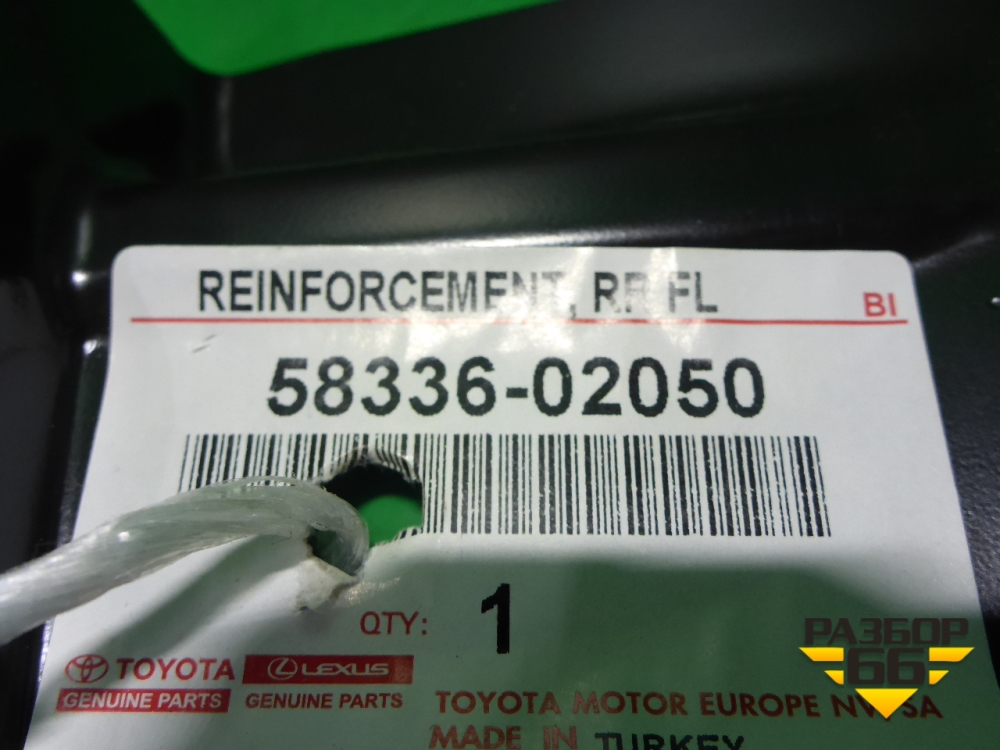 REINFORCEMENT, RR FL
BI
58336-02050
QTY: 1
TOYOTA LEXUS
GENUINE PARTS GENUINE PARTS
TOYOTA MOTOR EUROPE NV/SA
MADE IN TURKEY
РАЗБОР
66